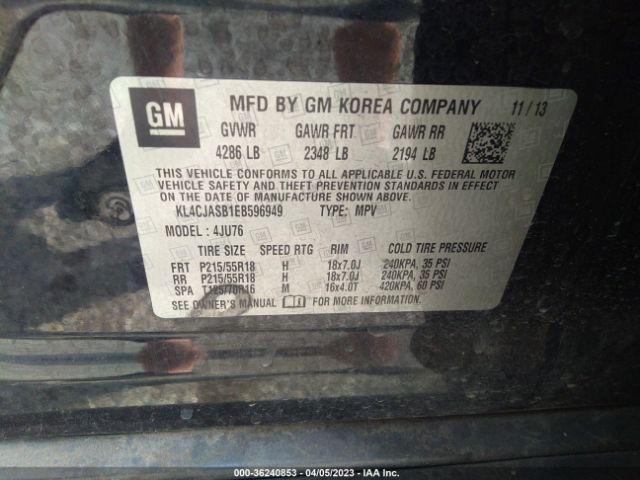 GM MFD BY GM KOREA COMPANY 11/13
GVWR GAWR FRT GAWR RR
4286 LB 2348 LB 2194 LB
THIS VEHICLE CONFORMS TO ALL APPLICABLE U.S. FEDERAL MOTOR
VEHICLE SAFETY AND THEFT PREVENTION STANDARDS IN EFFECT
ON THE DATE OF MANUFACTURE SHOWN ABOVE.
KL4CJASB1EB596949 TYPE: MPV
MODEL: 4JU76
TIRE SIZE SPEED RTG RIM COLD TIRE PRESSURE
FRT P215/55R18 H 18x7.0J 240KPA, 35 PSI
RR P215/55R18 H 18x7.0J 240KPA, 35 PSI
SPA T125/70R16 M 16x4.0T 420KPA, 60 PSI
SEE OWNER'S MANUAL FOR MORE INFORMATION
000-36240853 / 04/05/2023 - IAA Inc.